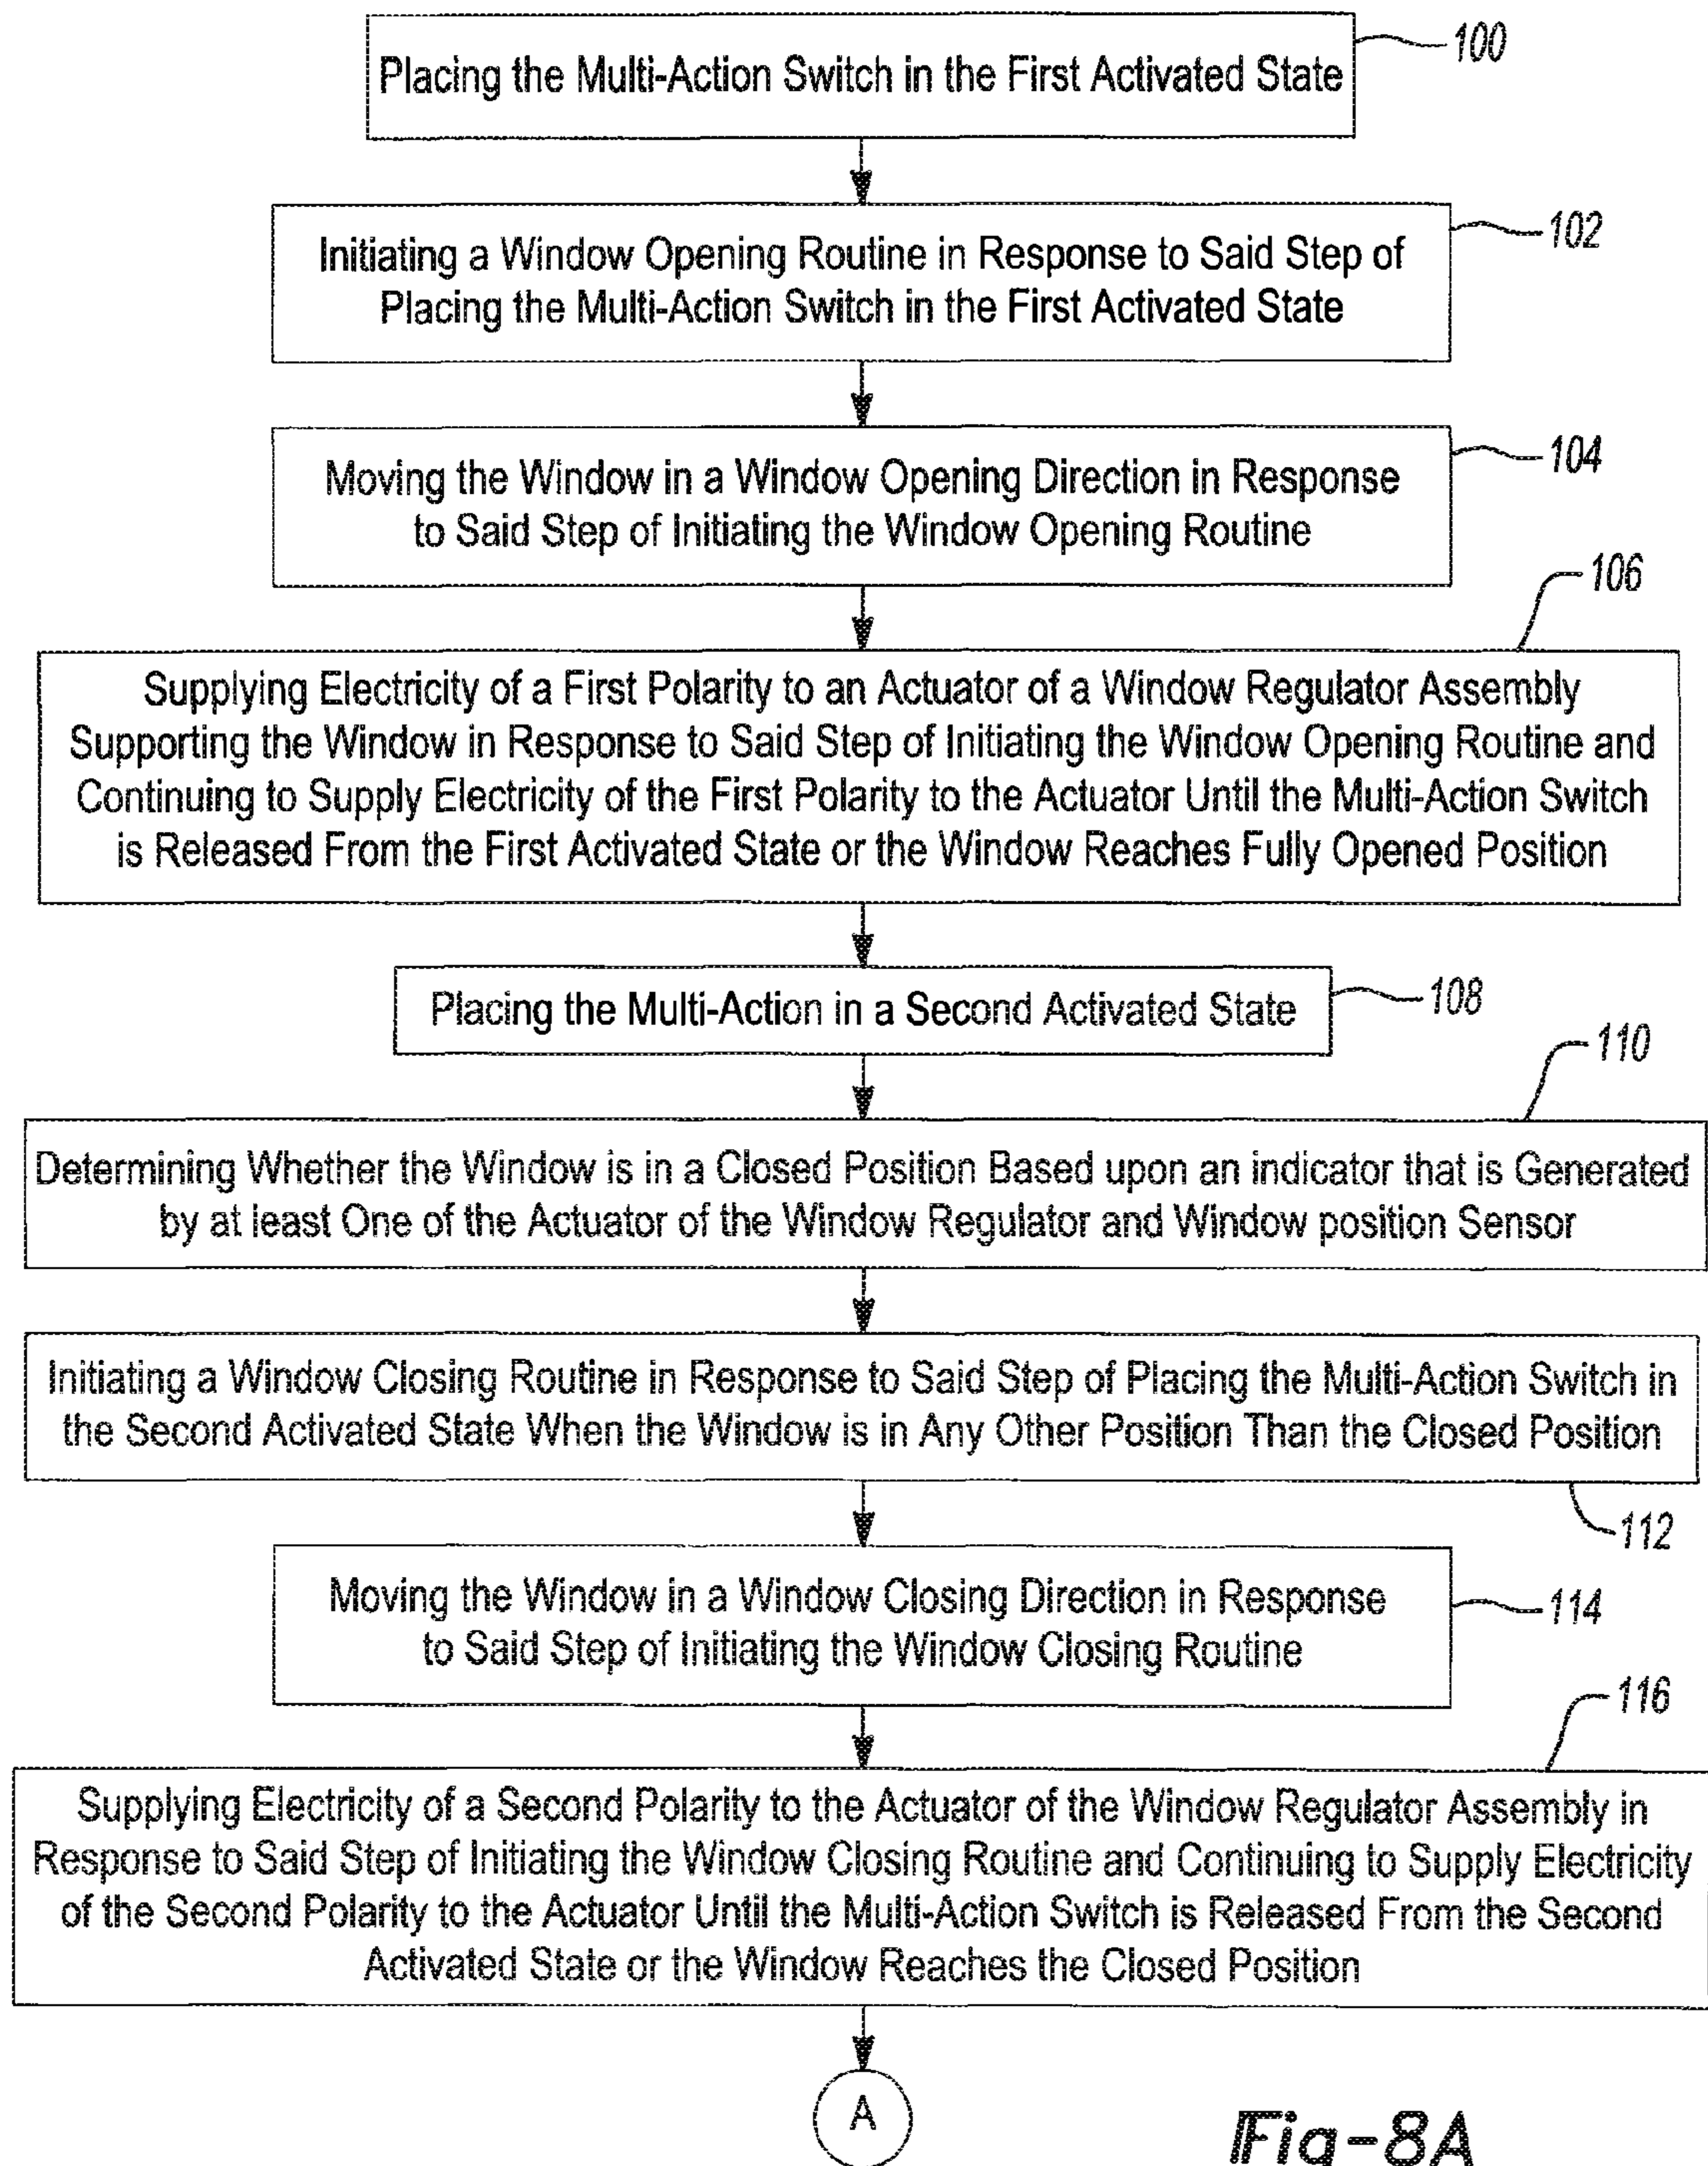 Placing the Multi-Action Switch in the First Activated State
100
Initiating a Window Opening Routine in Response to Said Step of
Placing the Multi-Action Switch in the First Activated State
102
Moving the Window in a Window Opening Direction in Response
to Said Step of Initiating the Window Opening Routine
104
106
Supplying Electricity of a First Polarity to an Actuator of a Window Regulator Assembly
Supporting the Window in Response to Said Step of Initiating the Window Opening Routine and
Continuing to Supply Electricity of the First Polarity to the Actuator Until the Multi-Action Switch
is Released From the First Activated State or the Window Reaches Fully Opened Position
Placing the Multi-Action in a Second Activated State
108
110
Determining Whether the Window is in a Closed Position Based upon an indicator that is Generated
by at least One of the Actuator of the Window Regulator and Window position Sensor
Initiating a Window Closing Routine in Response to Said Step of Placing the Multi-Action Switch in
the Second Activated State When the Window is in Any Other Position Than the Closed Position
112
Moving the Window in a Window Closing Direction in Response
to Said Step of Initiating the Window Closing Routine
114
116
Supplying Electricity of a Second Polarity to the Actuator of the Window Regulator Assembly in
Response to Said Step of Initiating the Window Closing Routine and Continuing to Supply Electricity
of the Second Polarity to the Actuator Until the Multi-Action Switch is Released From the Second
Activated State or the Window Reaches the Closed Position
A
Fig-8A